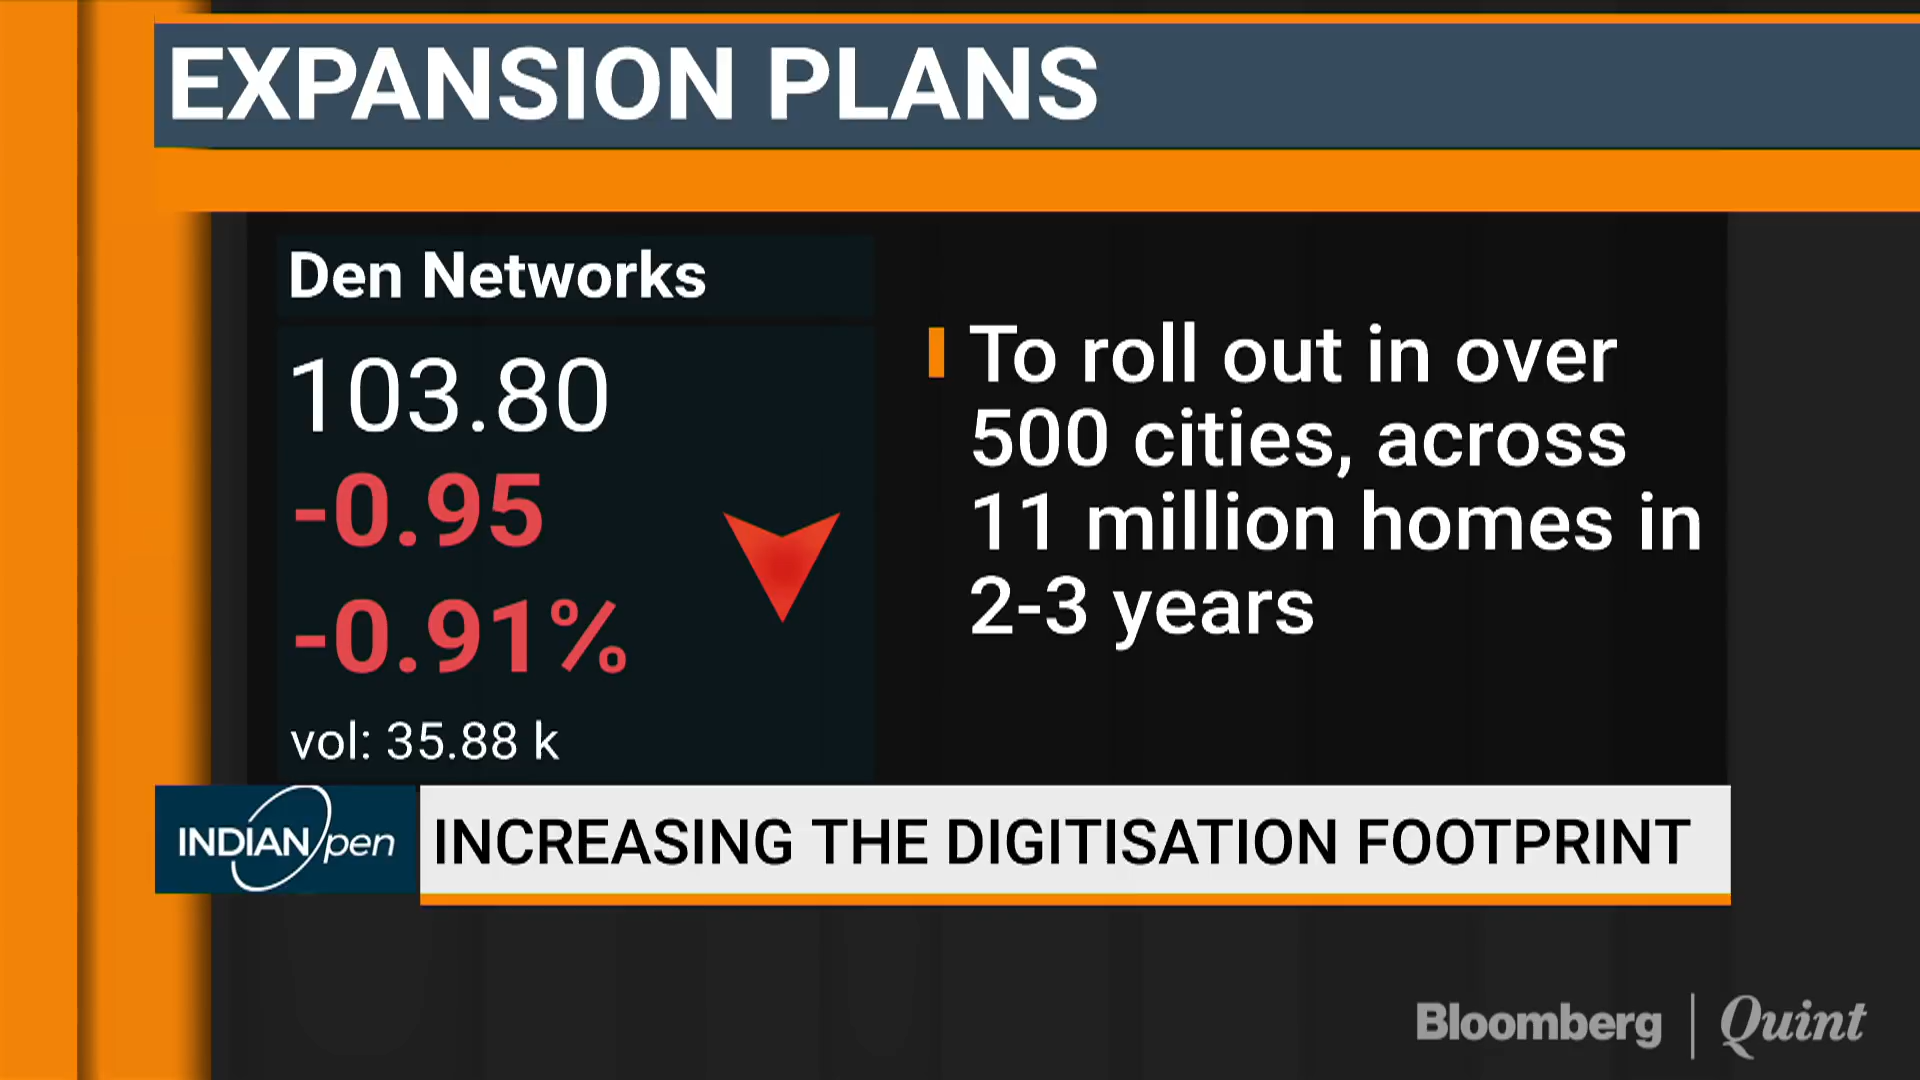 EXPANSION PLANS
Den Networks
103.80
-0.95
-0.91%
vol: 35.88 k
To roll out in over
500 cities, across
11 million homes in
2-3 years
INDIAN Open
INCREASING THE DIGITISATION FOOTPRINT
Bloomberg | Quint